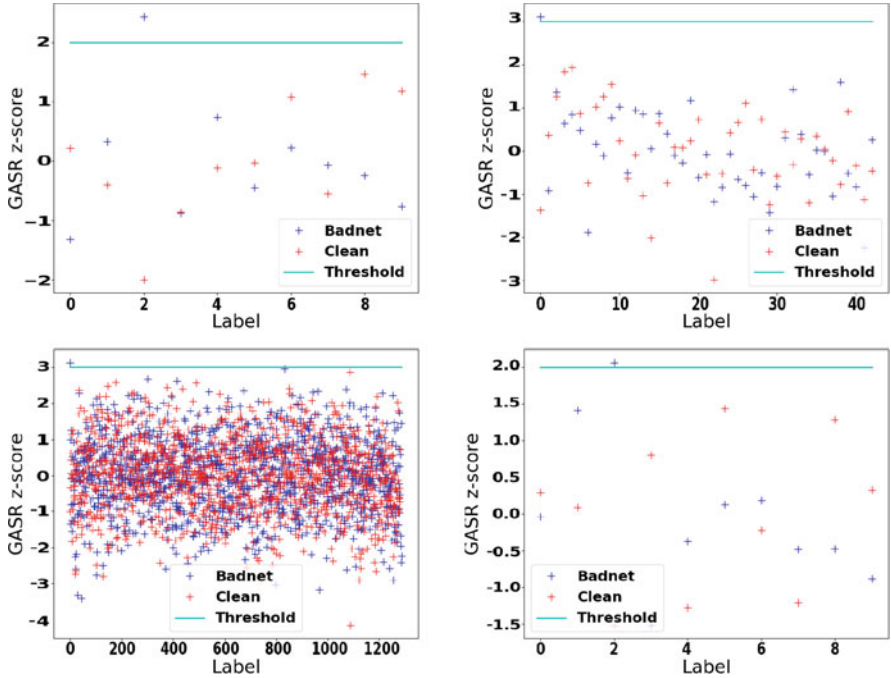 GASR z-score
2
1
0
−1
−2
0 2 4 6 8
Label
Badnet
Clean
Threshold
GASR z-score
3
2
1
0
−1
−2
−3
0 10 20 30 40
Label
Badnet
Clean
Threshold
GASR z-score
3
2
1
0
−1
−2
−3
−4
0 200 400 600 800 1000 1200
Label
Badnet
Clean
Threshold
GASR z-score
2.0
1.5
1.0
0.5
0.0
−0.5
−1.0
−1.5
0 2 4 6 8
Label
Badnet
Clean
Threshold